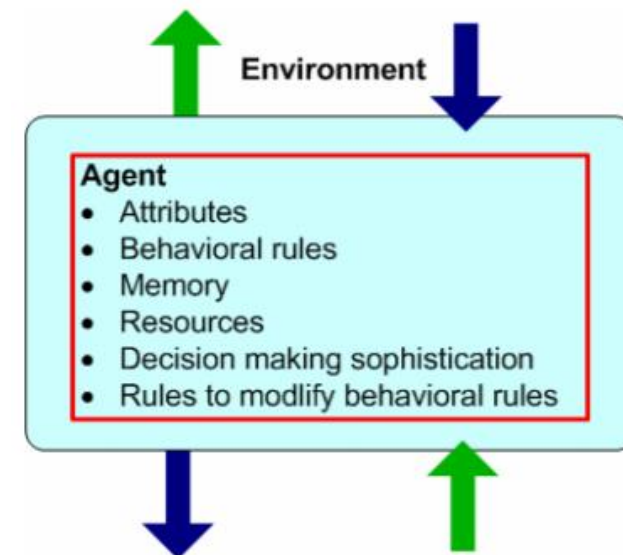 Environment
Agent
• Attributes
• Behavioral rules
• Memory
• Resources
• Decision making sophistication
• Rules to modlify behavioral rules